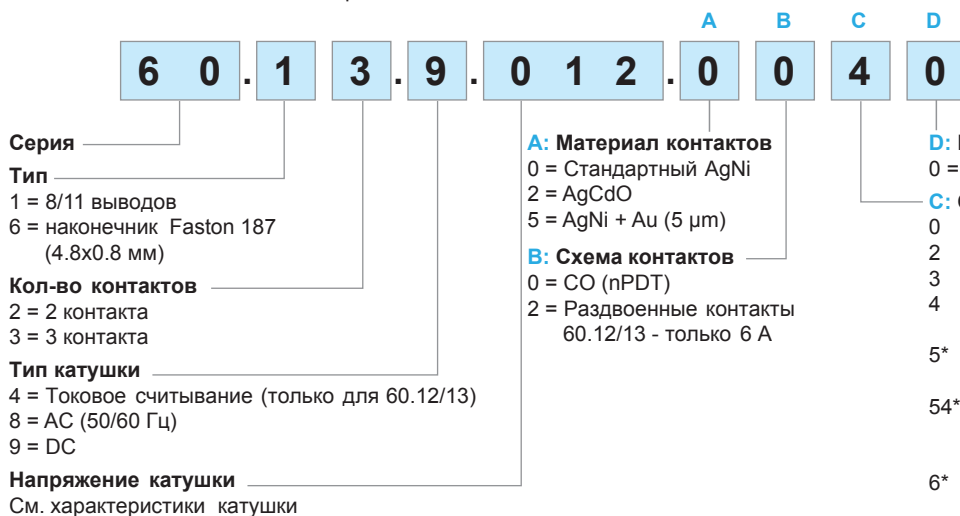 A B C D
6 0 . 1 3 . 9 . 0 1 2 . 0 0 4 0
Серия
Тип
1 = 8/11 выводов
6 = наконечник Faston 187
(4.8x0.8 мм)
Кол-во контактов
2 = 2 контакта
3 = 3 контакта
Тип катушки
4 = Токовое считывание (только для 60.12/13)
8 = AC (50/60 Гц)
9 = DC
Напряжение катушки
См. характеристики катушки
A: Материал контактов
0 = Стандартный AgNi
2 = AgCdO
5 = AgNi + Au (5 µm)
B: Схема контактов
0 = CO (nPDT)
2 = Раздвоенные контакты
60.12/13 - только 6 A
D:
0 =
C:
0
2
3
4
5*
54*
6*